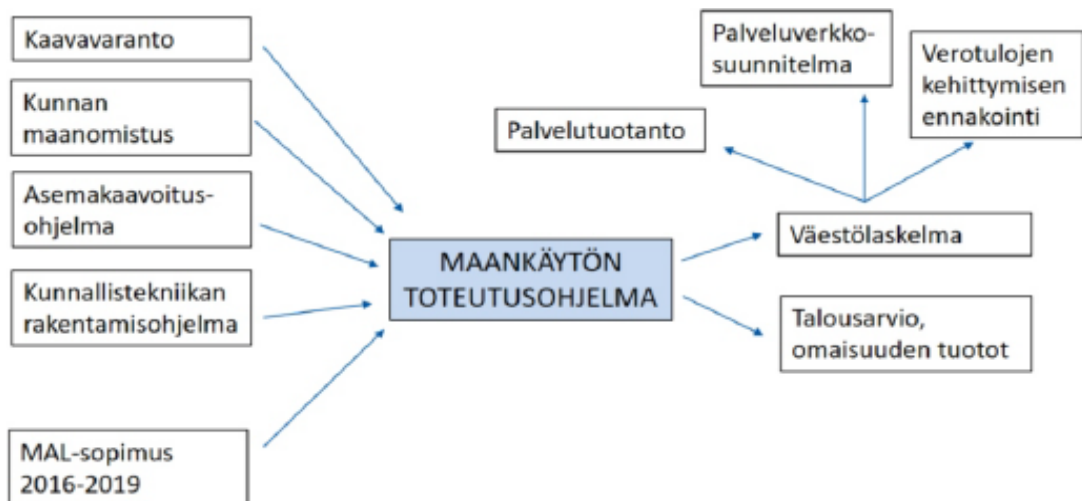 Kaavavaranto
Kunnan
maanomistus
Asemakaavoitus-
ohjelma
Kunnallistekniikan
rakentamisohjelma
MAL-sopimus
2016-2019
MAANKÄYTÖN
TOTEUTUSOHJELMA
Palvelutuotanto
Palveluverkko-
suunnitelma
Verotulojen
kehittymisen
ennakointi
Väestölaskelma
Talousarvio,
omaisuuden tuotot